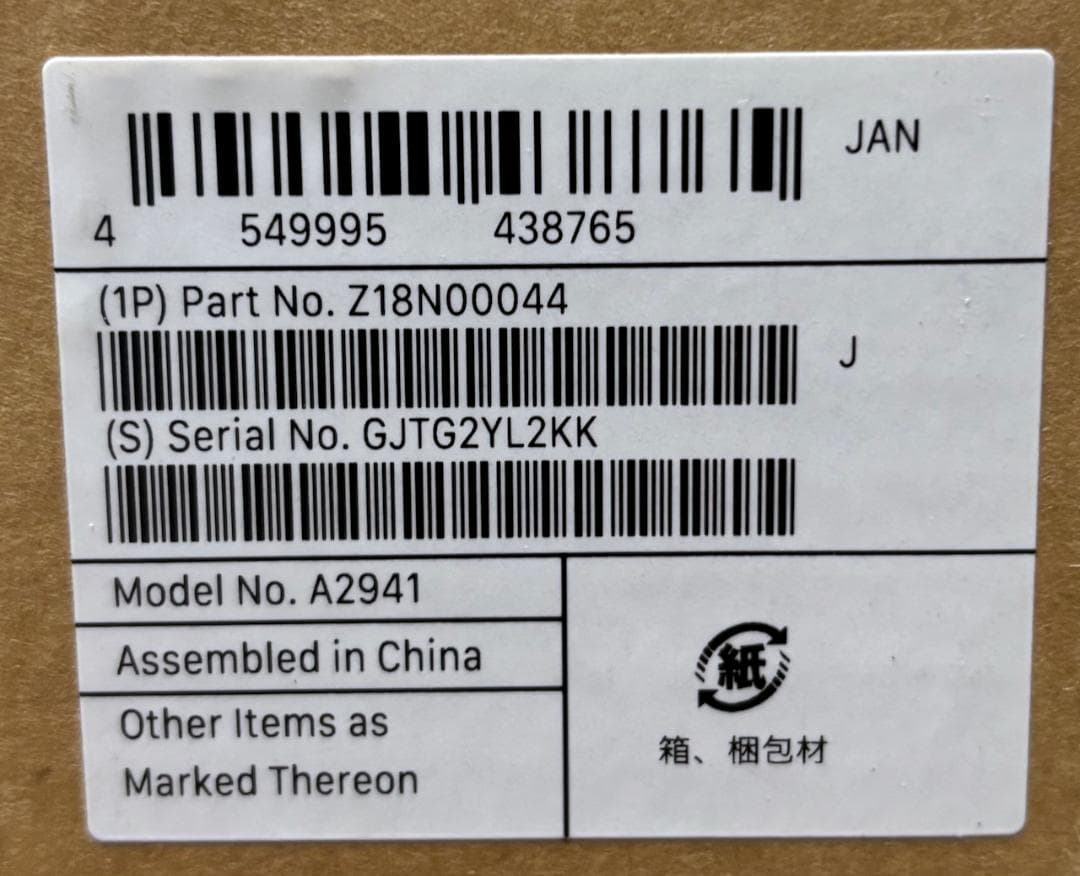 JAN
4 549995 438765
(1P) Part No. Z18N00044
J
(S) Serial No. GJTG2YL2KK
Model No. A2941
Assembled in China
Other Items as
Marked Thereon
紙
箱、梱包材